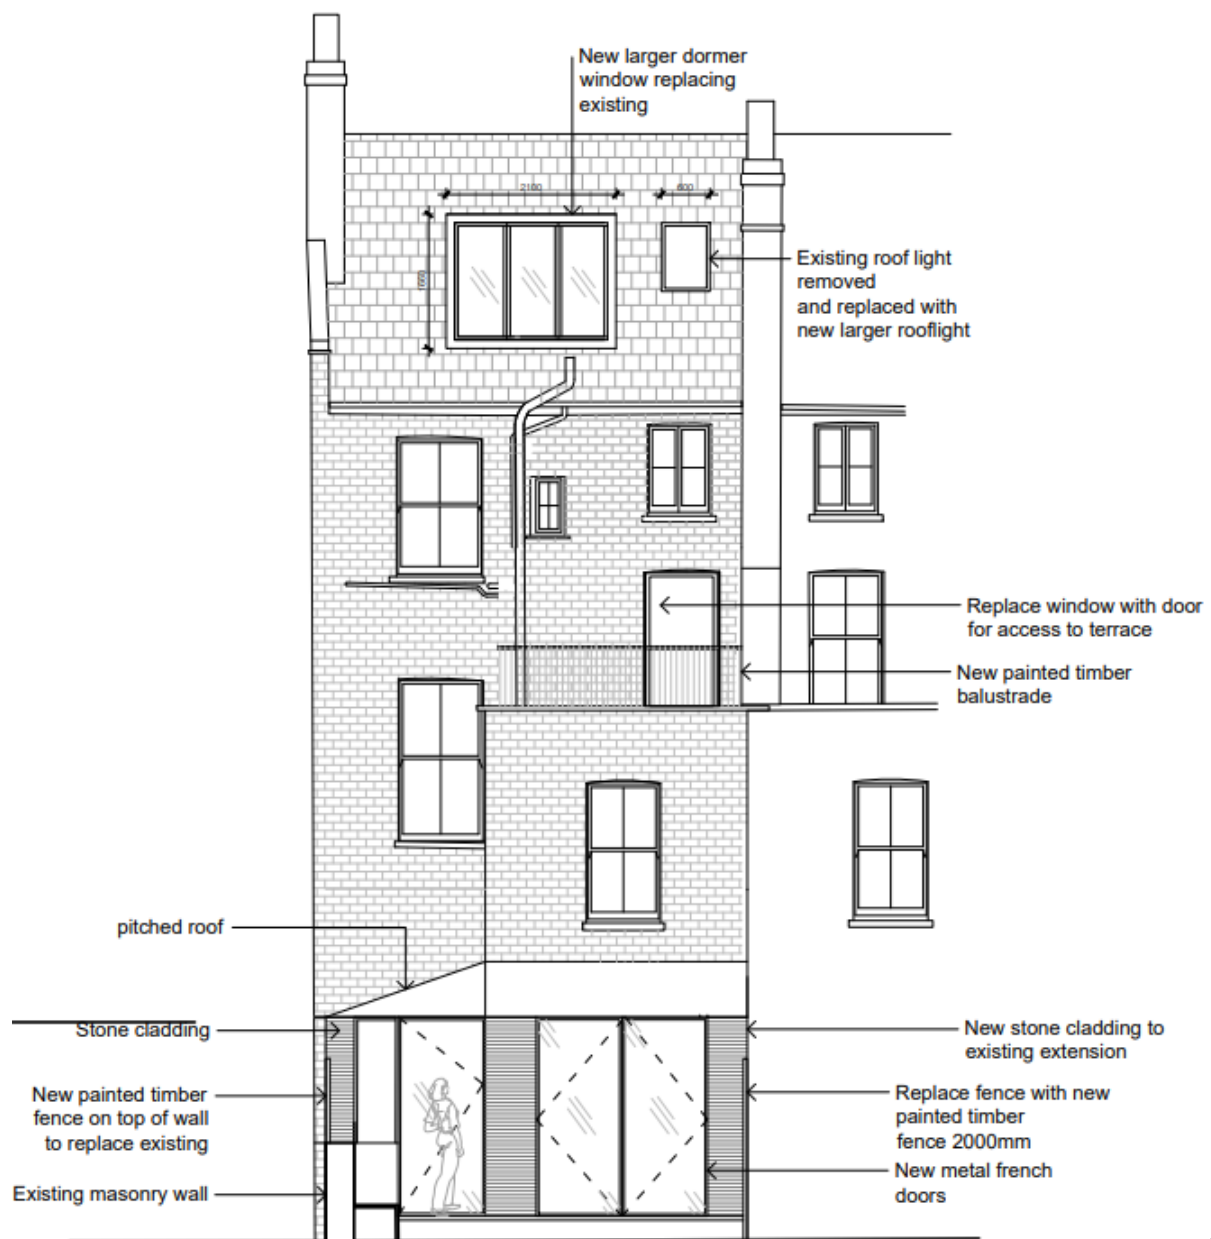 New larger dormer
window replacing
existing
2100
600
Existing roof light
removed
and replaced with
new larger rooflight
Replace window with door
for access to terrace
New painted timber
balustrade
pitched roof
Stone cladding
New stone cladding to
existing extension
New painted timber
fence on top of wall
to replace existing
Replace fence with new
painted timber
fence 2000mm
New metal french
doors
Existing masonry wall